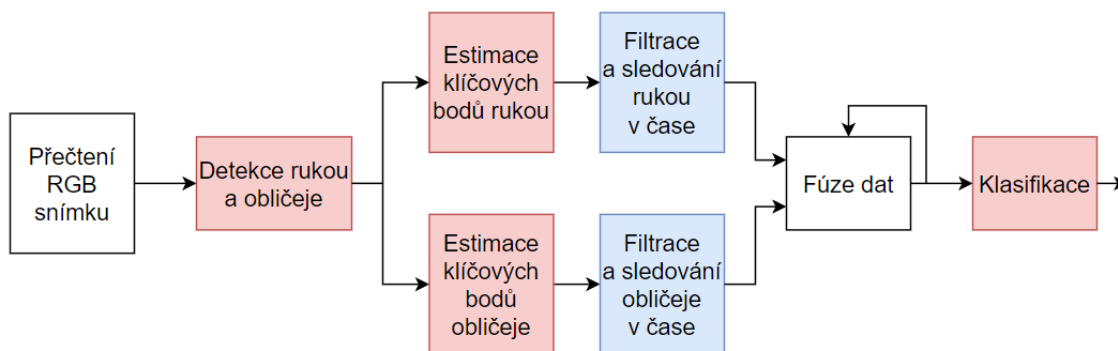 Přečtení
RGB
snímku
Detekce rukou
a obličeje
Estimace
klíčových
bodů rukou
Filtrace
a sledování
rukou
v čase
Estimace
klíčových
bodů
obličeje
Filtrace
a sledování
obličeje
v čase
Fúze dat
Klasifikace